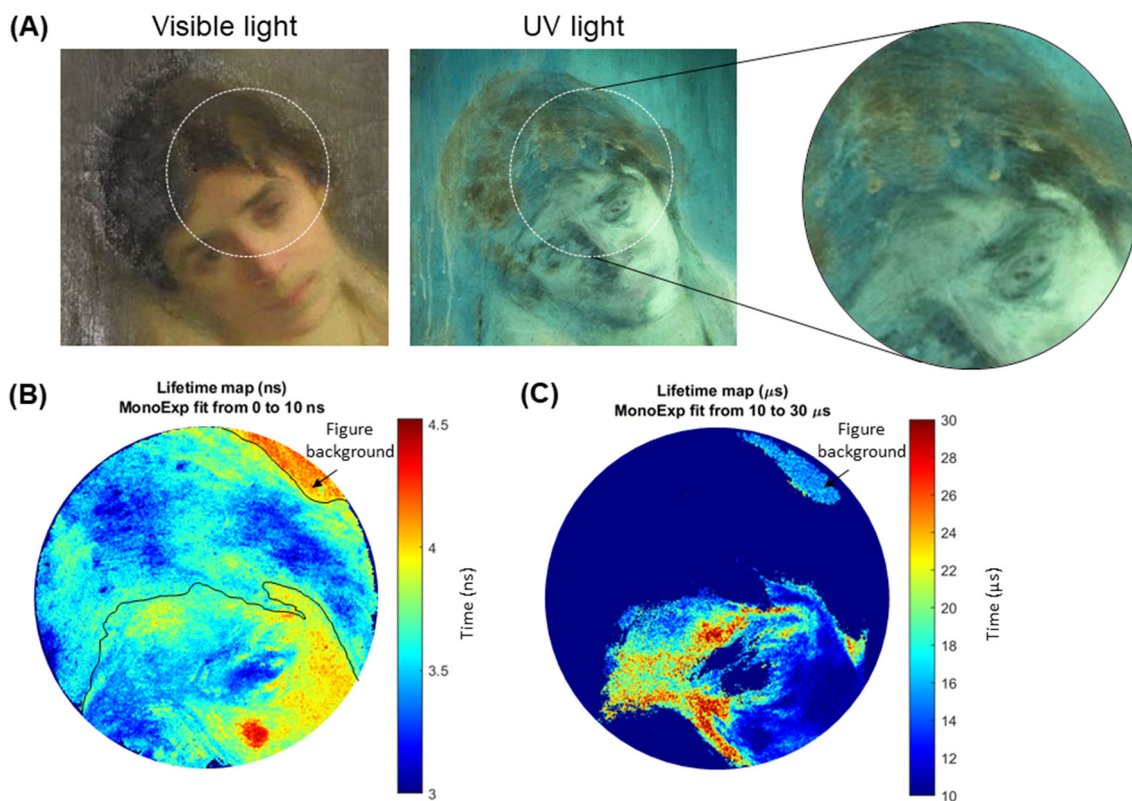 (A)
Visible light
UV light
(B)
Lifetime map (ns)
MonoExp fit from 0 to 10 ns
Figure
background
4.5
4
3.5
3
Time (ns)
(C)
Lifetime map (μs)
MonoExp fit from 10 to 30 μs
Figure
background
30
28
26
24
22
20
18
16
14
12
10
Time (μs)